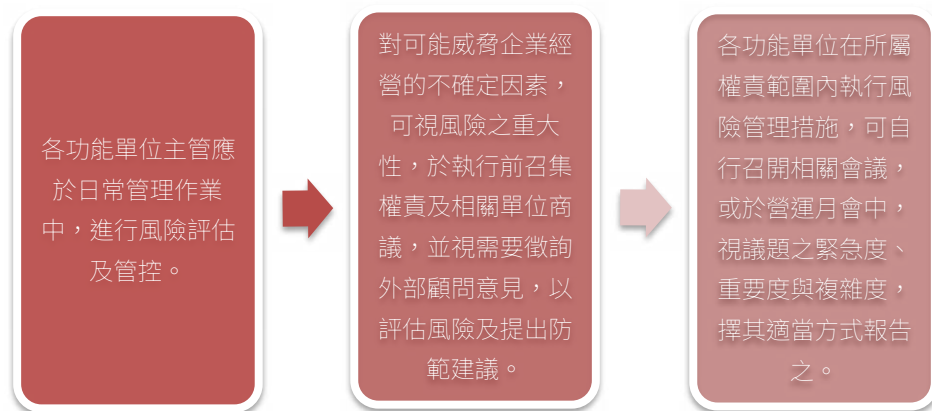 各功能單位主管應
於日常管理作業
中，進行風險評估
及管控。
對可能威脅企業經
營的不確定因素，
可視風險之重大
性，於執行前召集
權責及相關單位商
議，並視需要徵詢
外部顧問意見，以
評估風險及提出防
範建議。
各功能單位在所屬
權責範圍內執行風
險管理措施，可自
行召開相關會議，
或於營運月會中，
視議題之緊急度、
重要度與複雜度，
擇其適當方式報告
之。